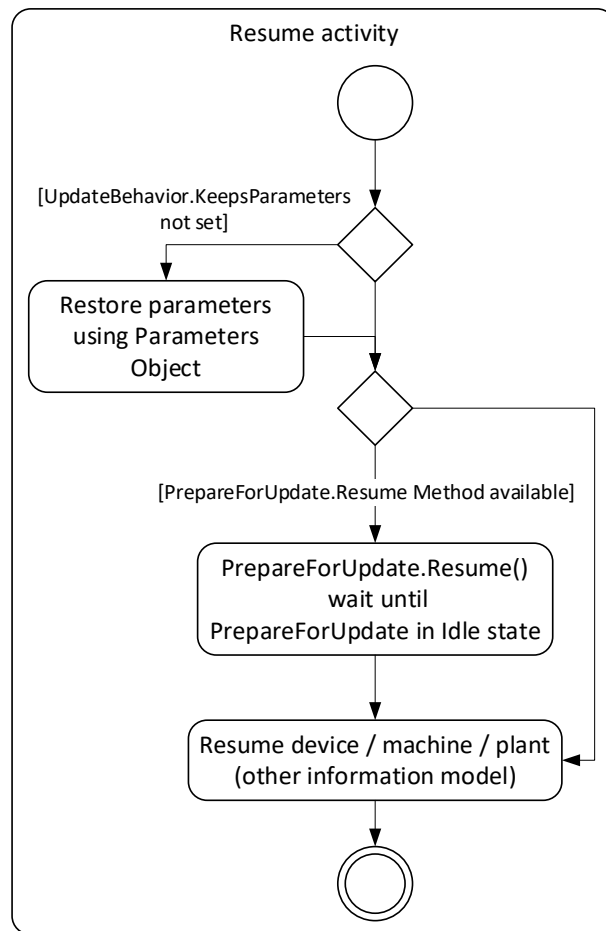 Resume activity
[UpdateBehavior.KeepsParameters
not set]
Restore parameters
using Parameters
Object
[PrepareForUpdate.Resume Method available]
PrepareForUpdate.Resume()
wait until
PrepareForUpdate in Idle state
Resume device / machine / plant
(other information model)